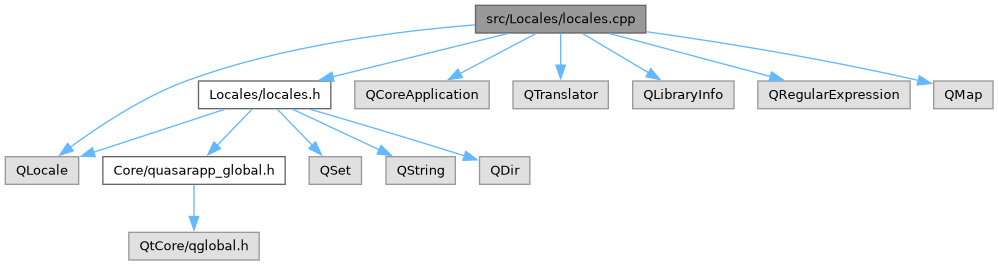 src/Locales/locales.cpp
Locales/locales.h
QCoreApplication
QTranslator
QLibraryInfo
QRegularExpression
QMap
QLocale
Core/quasarapp_global.h
QSet
QString
QDir
QtCore/qglobal.h